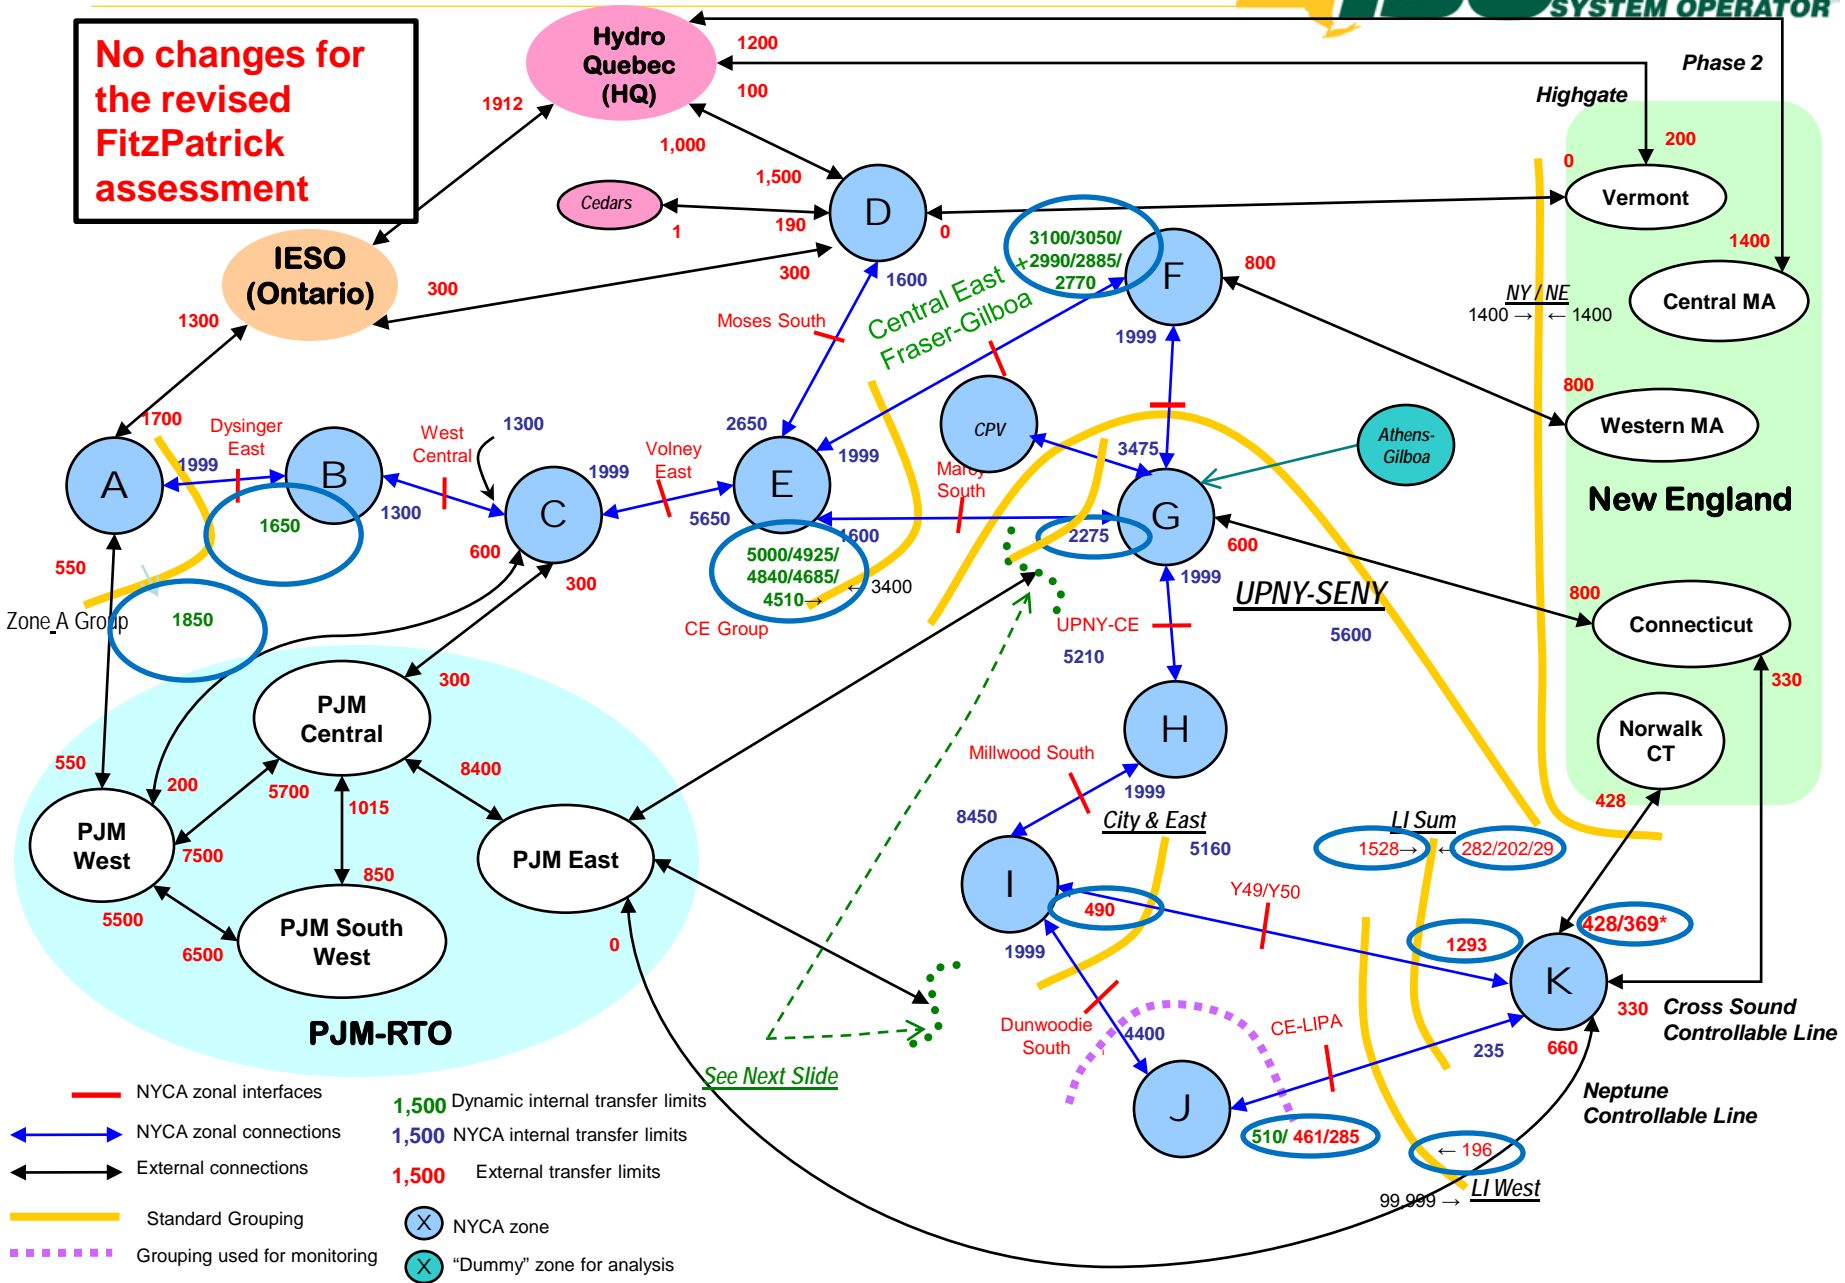 SYSTEM OPERATOR
No changes for
the revised
FitzPatrick
assessment
Hydro
Quebec
(HQ)
1200
100
1912
1,000
1,500
Phase 2
Highgate
200
0
Vermont
1400
Central MA
NY / NE
1400 → ← 1400
800
Western MA
New England
800
Connecticut
330
Norwalk
CT
428
Cedars
1
190
D
0
300
1600
IESO
(Ontario)
300
1300
Moses South
Central East +
Fraser-Gilboa
3100/3050/
2990/2885/
2770
F
800
1999
1700
A
1999
Dysinger
East
B
1650
1300
West
Central
1300
C
1999
600
300
Volney
East
2650
E
1999
5650
1600
5000/4925/
4840/4685/
4510→
← 3400
CE Group
CPV
Marcy
South
3475
G
2275
1999
600
Athens-
Gilboa
UPNY-SENY
5600
UPNY-CE
5210
550
Zone_A Group
1850
H
Millwood South
1999
8450
City & East
5160
I
490
1999
Y49/Y50
LI Sum
1528→
← 282/202/29
1293
428/369*
K
330
Cross Sound
Controllable Line
660
235
Neptune
Controllable Line
CE-LIPA
Dunwoodie
South
4400
J
510/ 461/285
← 196
99,999 →
LI West
PJM
Central
300
550
200
5700
1015
8400
PJM
West
7500
850
PJM East
5500
6500
PJM South
West
0
PJM-RTO
See Next Slide
NYCA zonal interfaces
NYCA zonal connections
External connections
Standard Grouping
Grouping used for monitoring
1,500 Dynamic internal transfer limits
1,500 NYCA internal transfer limits
1,500 External transfer limits
X NYCA zone
X "Dummy" zone for analysis